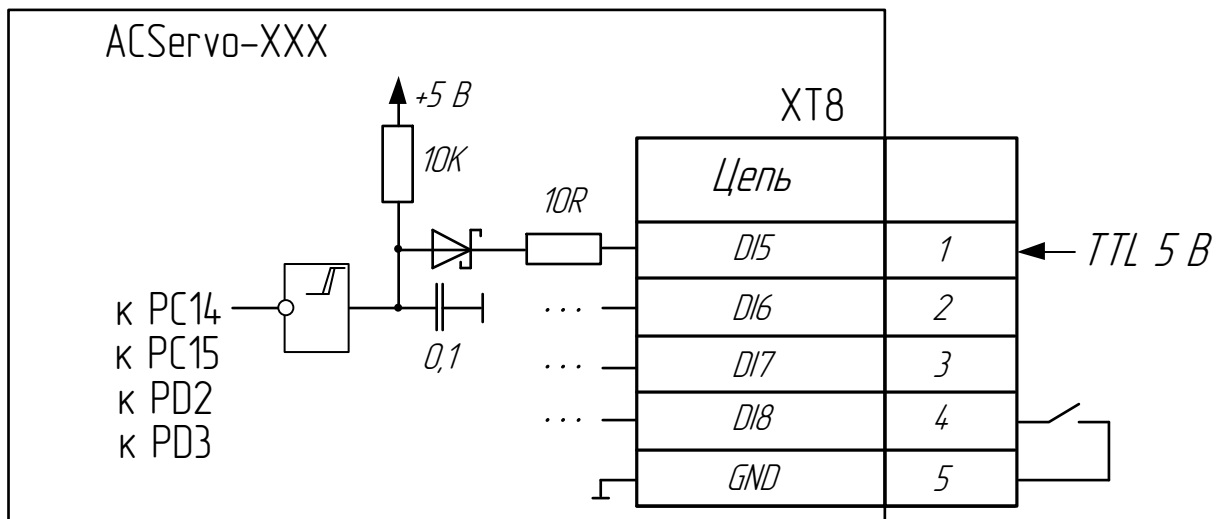 ACServo-XXX
+5 В
XT8
10K
Цепь
10R
DI5 1
TTL 5 В
к PC14
... DI6 2
к PC15
0,1
... DI7 3
к PD2
... DI8 4
к PD3
GND 5